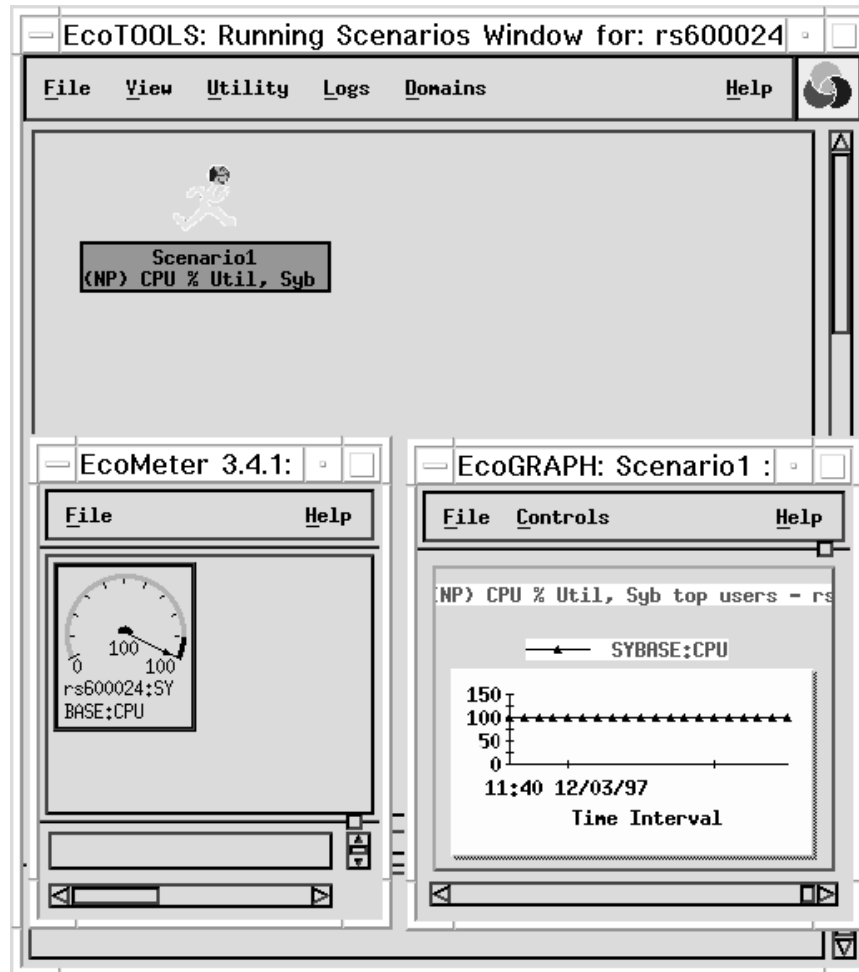 EcoTOOLS: Running Scenarios Window for: rs600024
File View Utility Logs Domains Help
Scenario1
(NP) CPU % Util, Syb
EcoMeter 3.4.1:
File Help
100
0 100
rs600024:SY
BASE:CPU
EcoGRAPH: Scenario1 :
File Controls Help
(NP) CPU % Util, Syb top users - rs
SYBASE:CPU
150
100
50
0
11:40 12/03/97
Time Interval